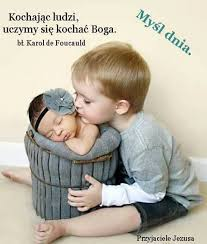 Kochając ludzi,
uczymy się kochać Boga.
bł. Karol de Foucauld
Myśl dnia.
Przyjaciele Jezusa